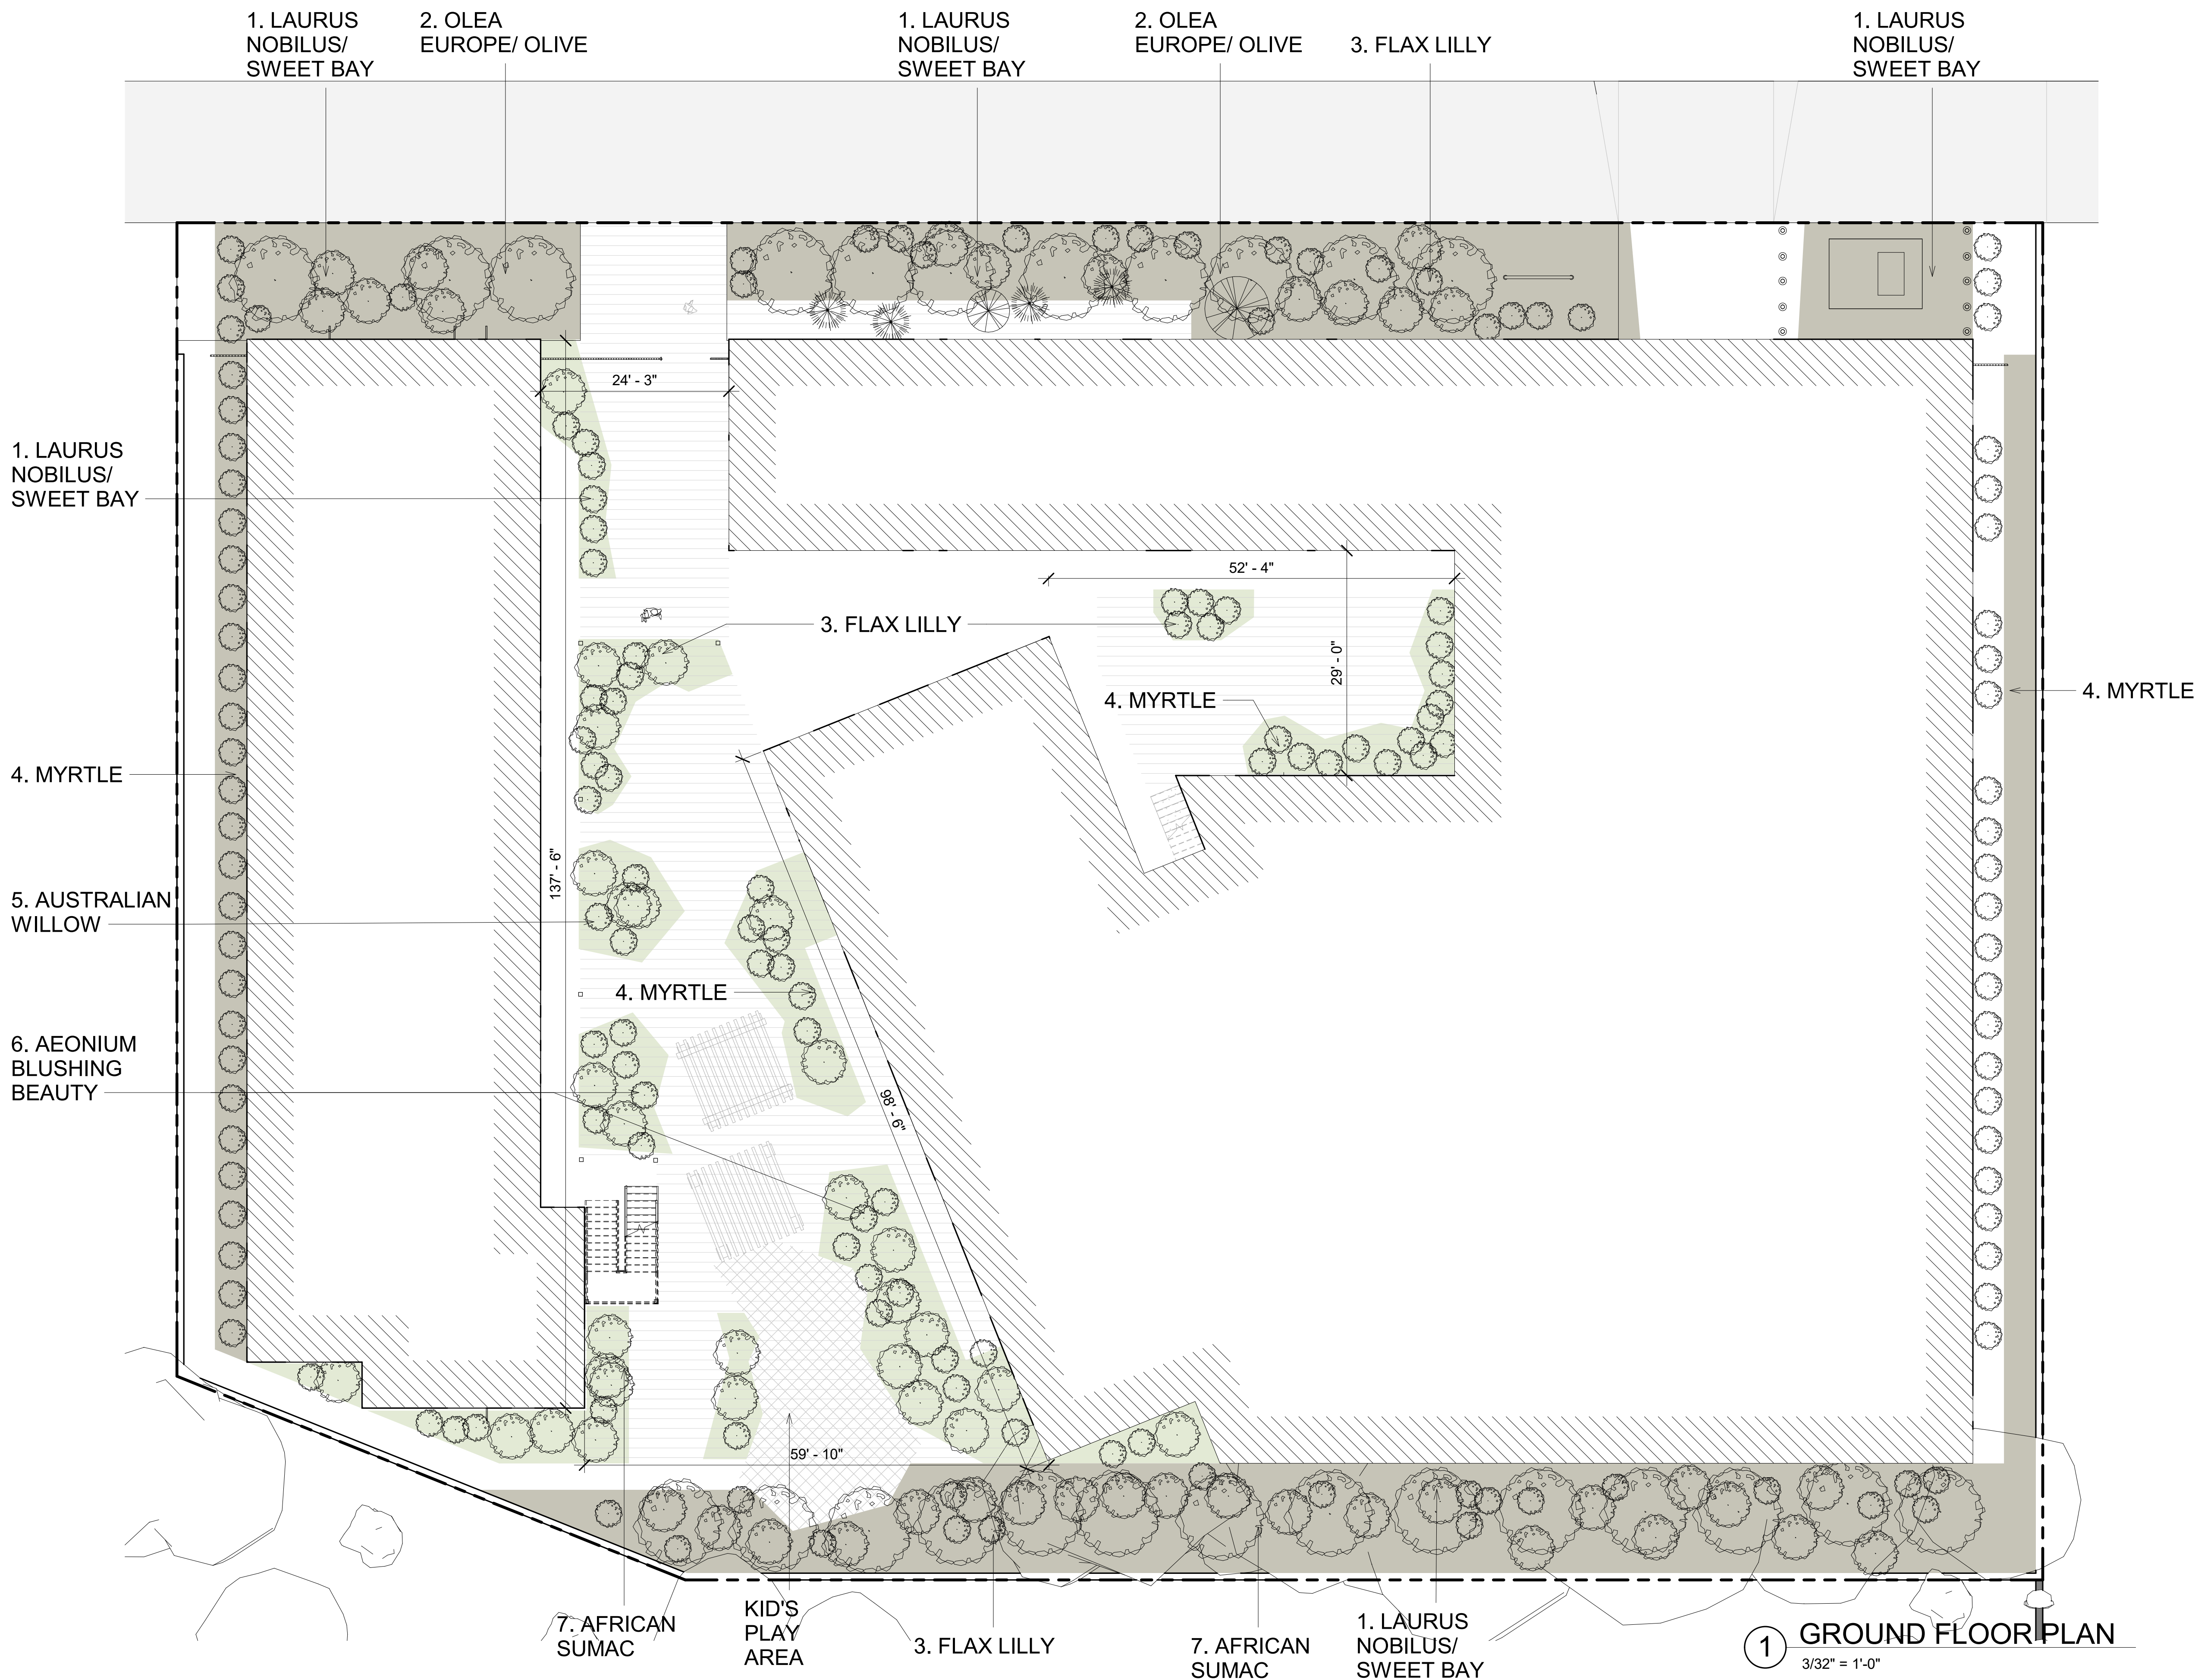 1. LAURUS
NOBILUS/
SWEET BAY
2. OLEA
EUROPE/ OLIVE
1. LAURUS
NOBILUS/
SWEET BAY
2. OLEA
EUROPE/ OLIVE
3. FLAX LILLY
1. LAURUS
NOBILUS/
SWEET BAY
24' - 3"
1. LAURUS
NOBILUS/
SWEET BAY
52' - 4"
3. FLAX LILLY
29' - 0"
4. MYRTLE
4. MYRTLE
4. MYRTLE
137' - 6"
5. AUSTRALIAN
WILLOW
4. MYRTLE
6. AEONIUM
BLUSHING
BEAUTY
98' - 6"
59' - 10"
7. AFRICAN
SUMAC
KID'S
PLAY
AREA
3. FLAX LILLY
7. AFRICAN
SUMAC
1. LAURUS
NOBILUS/
SWEET BAY
1
GROUND FLOOR PLAN
3/32" = 1'-0"